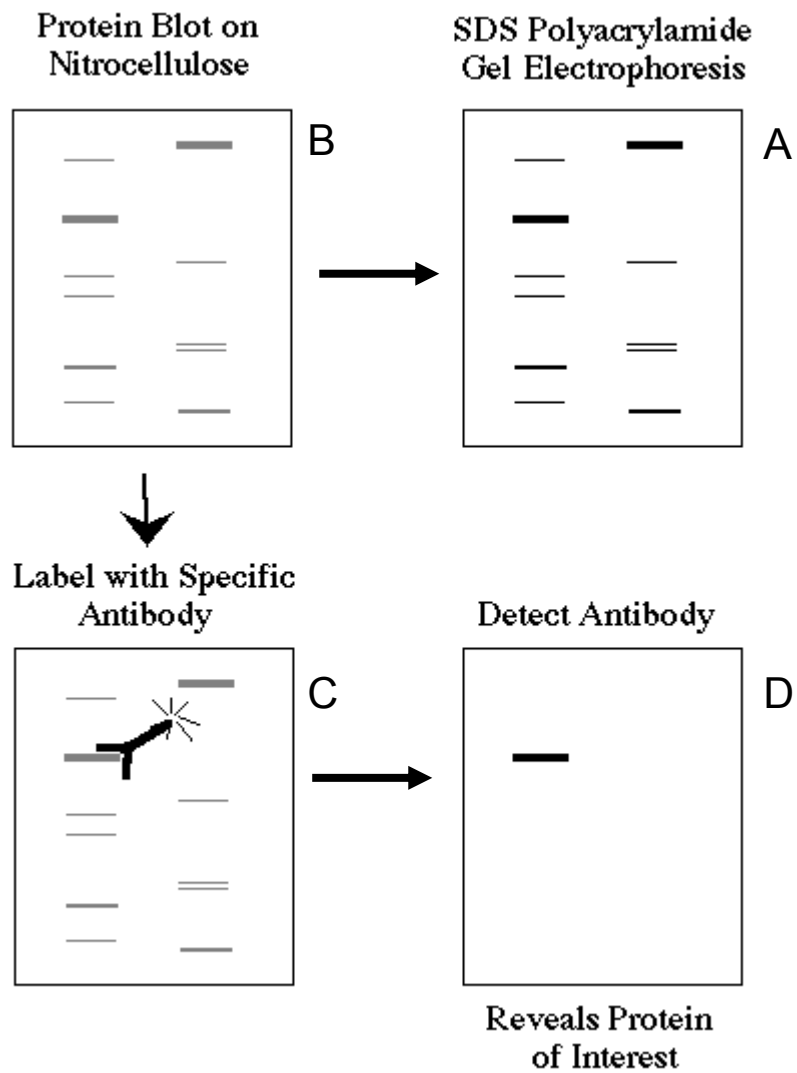 Protein Blot on
Nitrocellulose
SDS Polyacrylamide
Gel Electrophoresis
B
A
Label with Specific
Antibody
Detect Antibody
C
D
Reveals Protein
of Interest